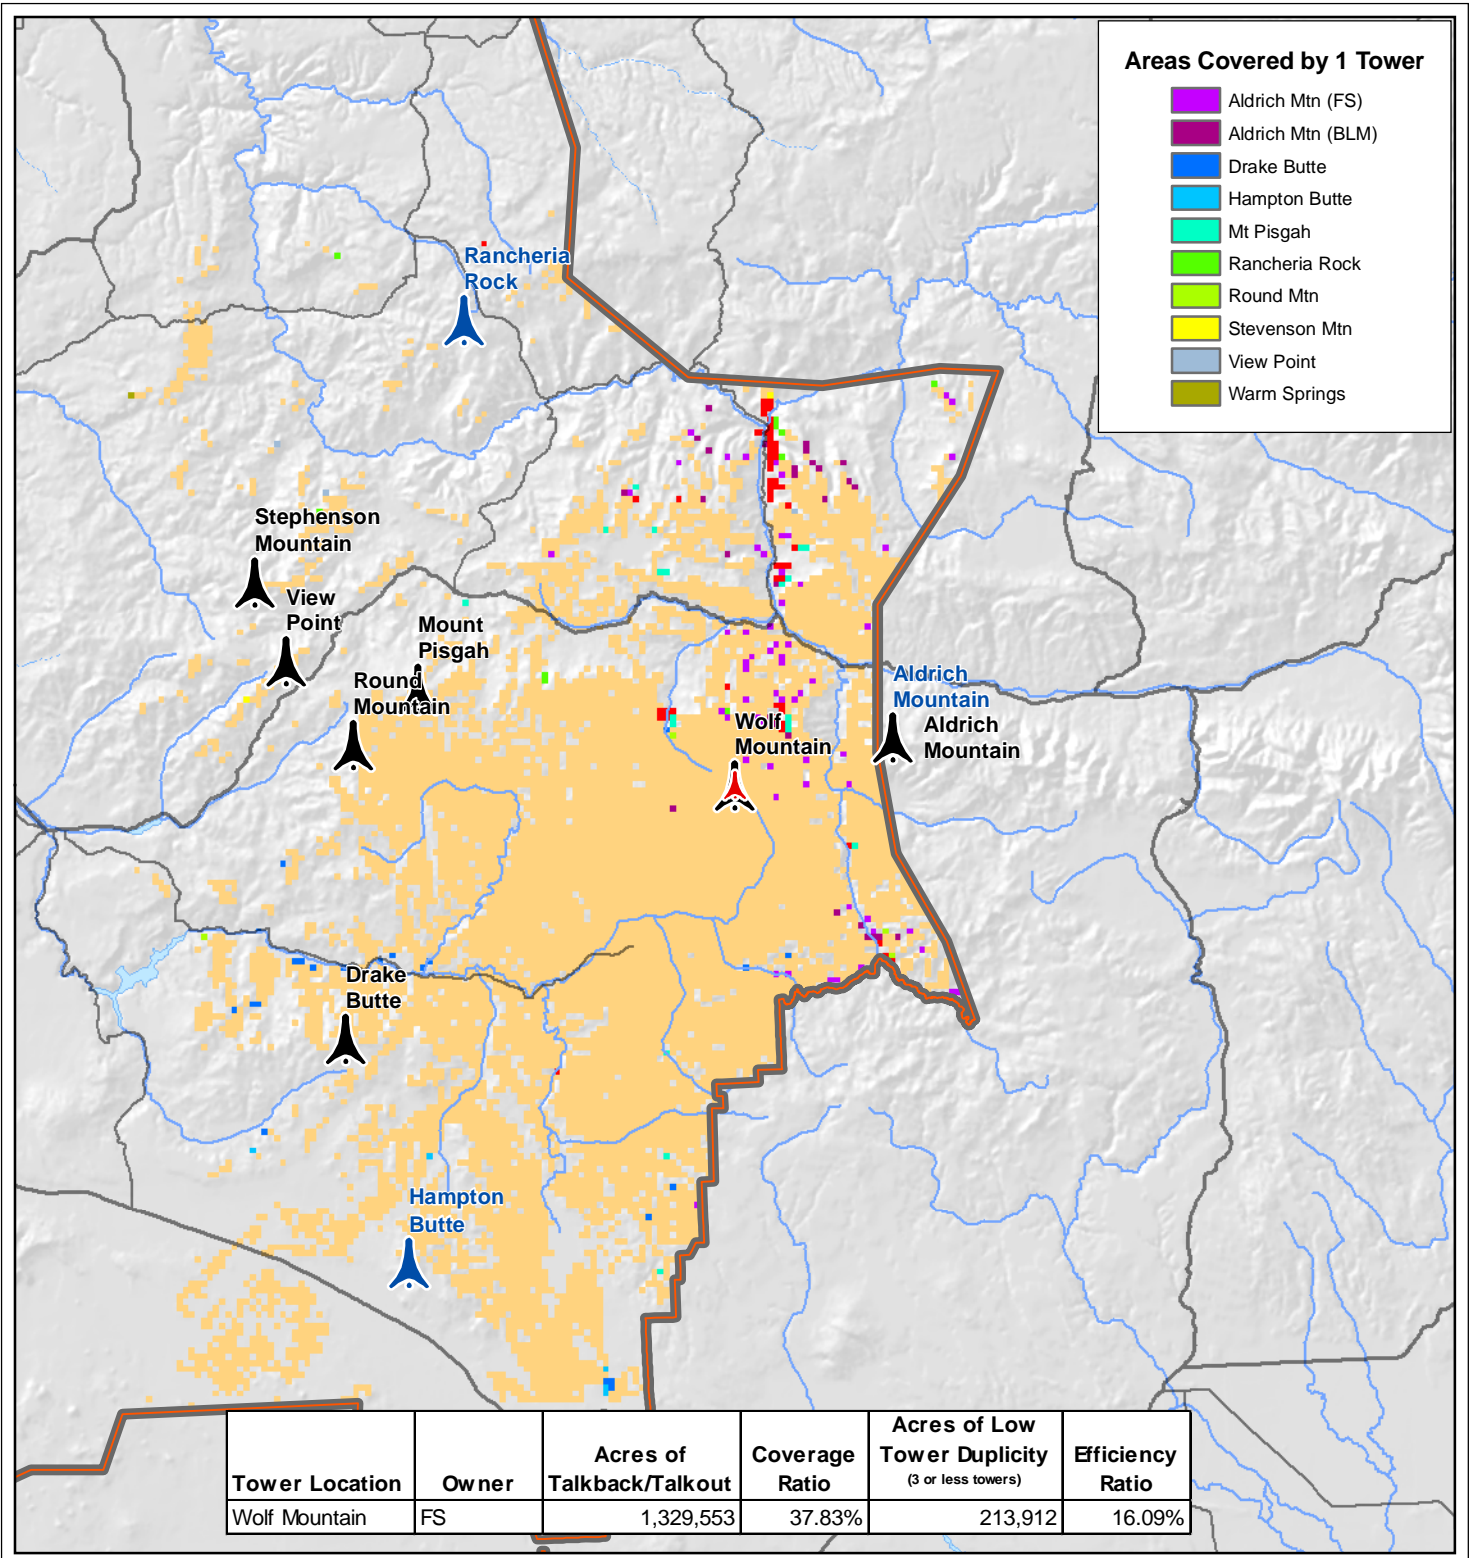 Areas Covered by 1 Tower
Aldrich Mtn (FS)
Aldrich Mtn (BLM)
Drake Butte
Hampton Butte
Mt Pisgah
Rancheria Rock
Round Mtn
Stevenson Mtn
View Point
Warm Springs
Rancheria
Rock
Stephenson
Mountain
View
Point
Mount
Pisgah
Round
Mountain
Wolf
Mountain
Aldrich
Mountain
Aldrich
Mountain
Drake
Butte
Hampton
Butte
Tower Location Owner Acres of Talkback/Talkout Coverage Ratio Acres of Low Tower Duplicity (3 or less towers) Efficiency Ratio
Wolf Mountain FS 1,329,553 37.83% 213,912 16.09%